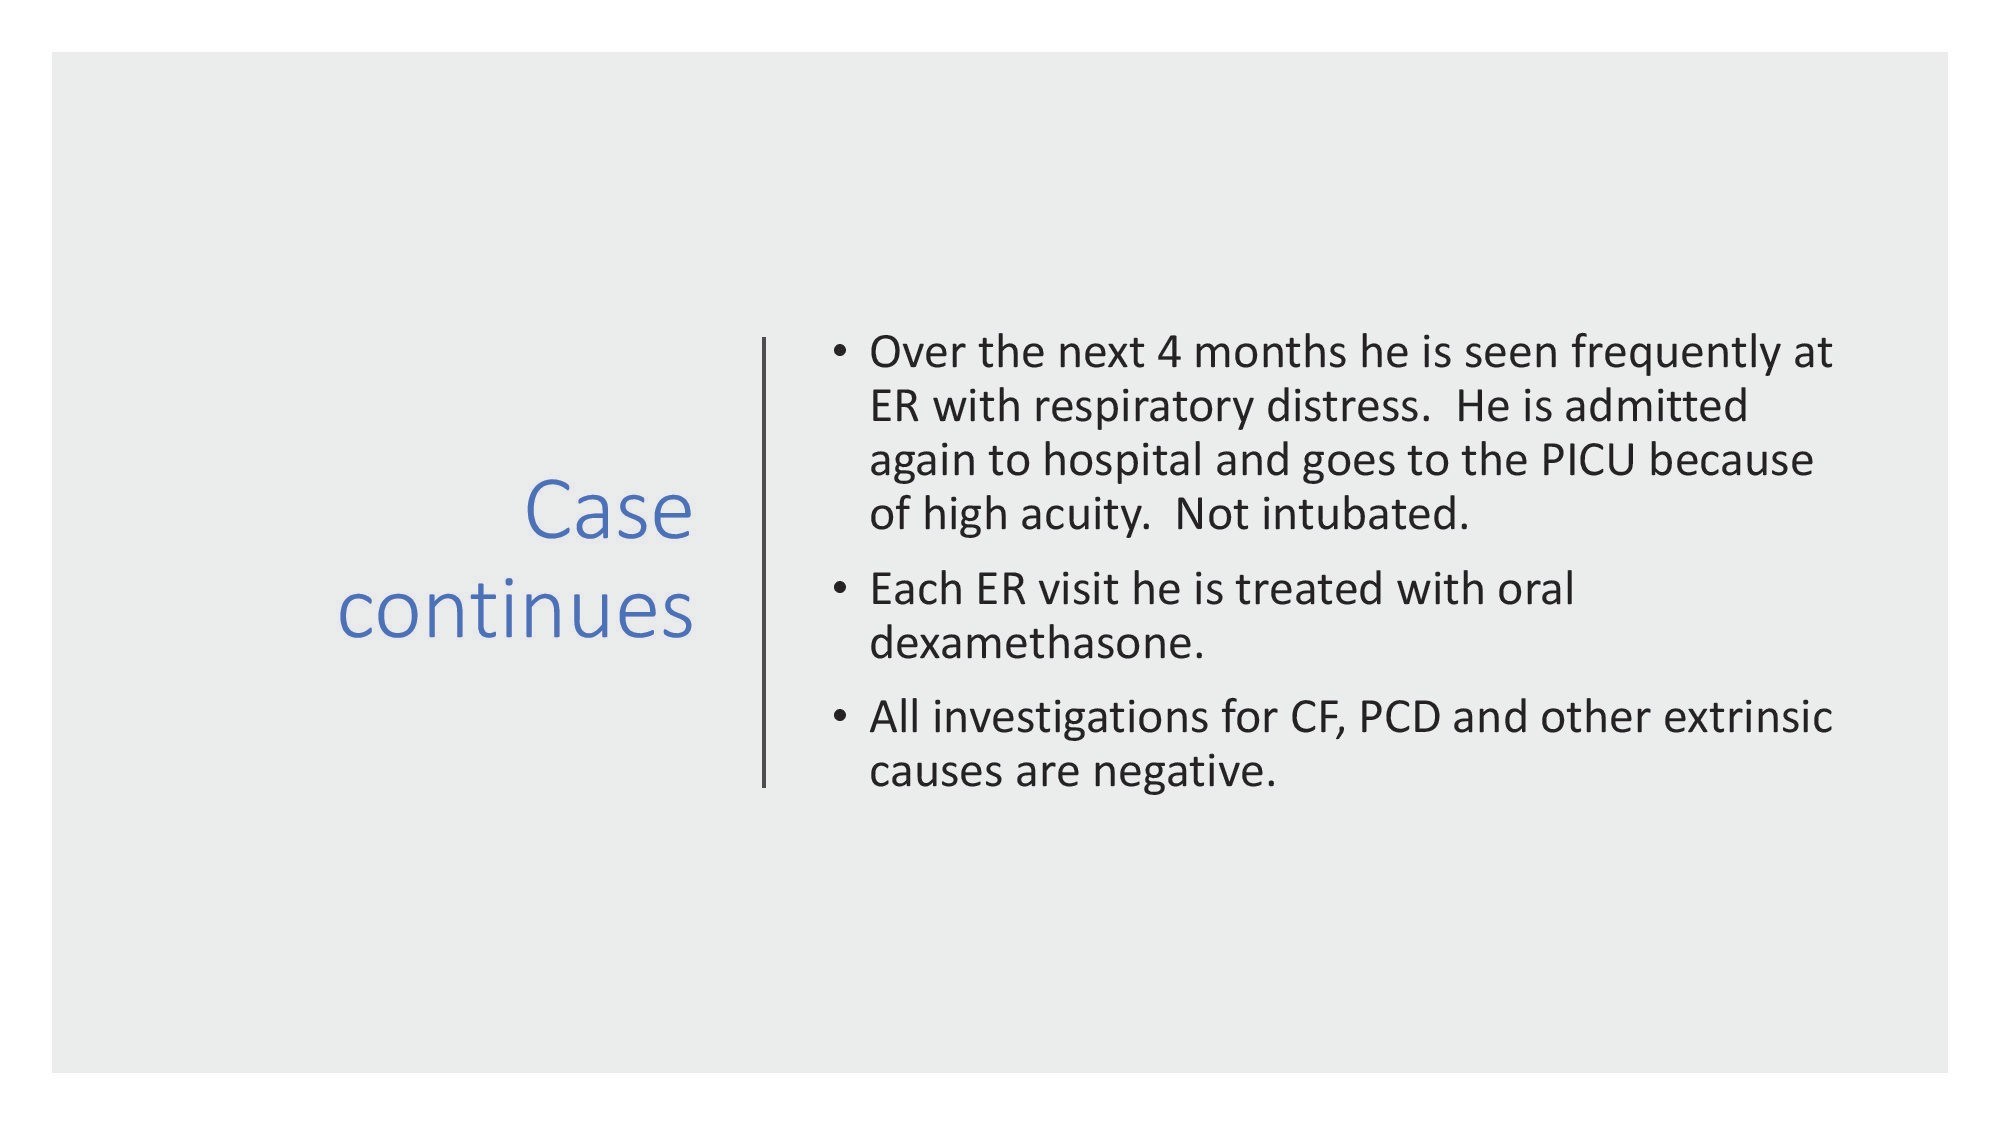 Case
continues
• Over the next 4 months he is seen frequently at
ER with respiratory distress.  He is admitted
again to hospital and goes to the PICU because
of high acuity.  Not intubated.
• Each ER visit he is treated with oral
dexamethasone.
• All investigations for CF, PCD and other extrinsic
causes are negative.